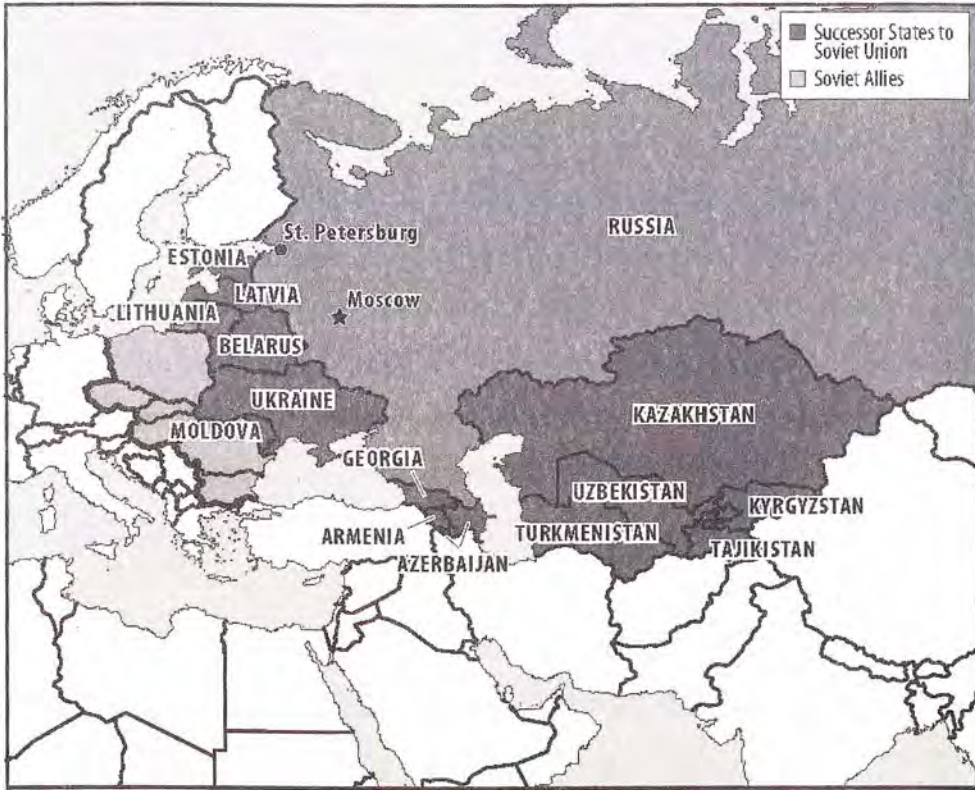 Successor States to
Soviet Union
Soviet Allies
RUSSIA
St. Petersburg
ESTONIA
LATVIA
Moscow
LITHUANIA
BELARUS
UKRAINE
KAZAKHSTAN
MOLDOVA
GEORGIA
UZBEKISTAN
KYRGYZSTAN
ARMENIA
TURKMENISTAN
AZERBAIJAN
TAJIKISTAN